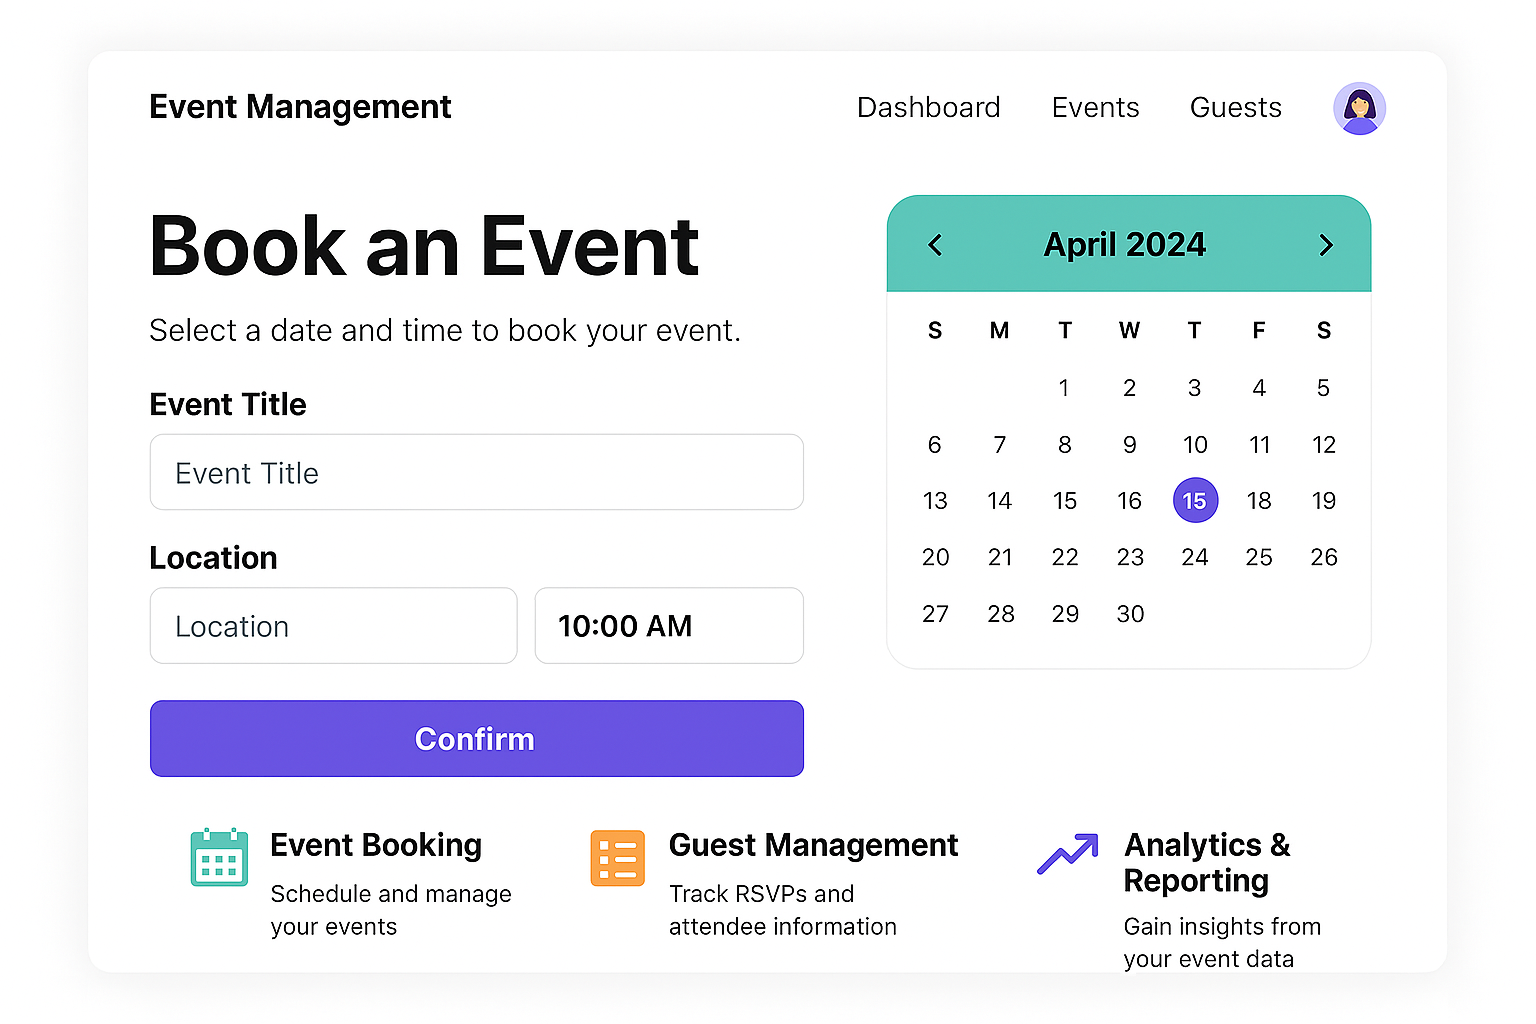 Event Management
Dashboard Events Guests
Book an Event
Select a date and time to book your event.
Event Title
Event Title
Location
Location
10:00 AM
Confirm
April 2024
S M T W T F S
1 2 3 4 5
6 7 8 9 10 11 12
13 14 15 16 15 18 19
20 21 22 23 24 25 26
27 28 29 30
Event Booking
Schedule and manage
your events
Guest Management
Track RSVPs and
attendee information
Analytics &
Reporting
Gain insights from
your event data